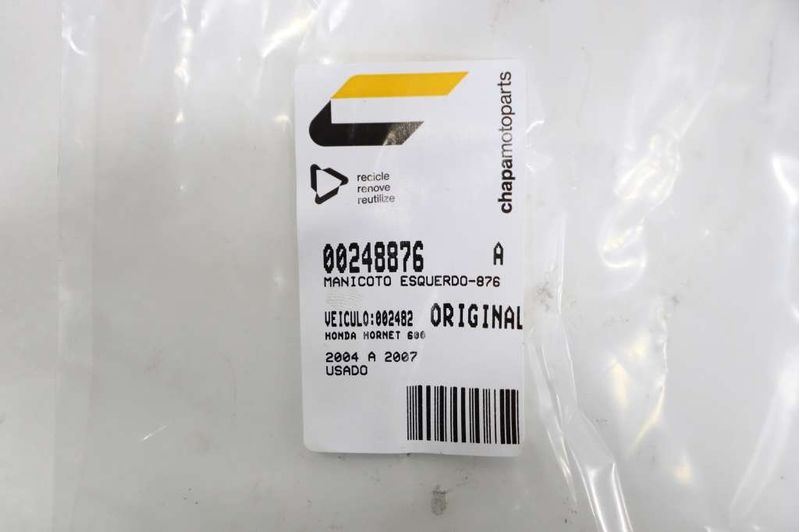 chapamotoparts
recicle
renove
reutilize
00248876 A
MANICOTO ESQUERDO-876
VEICULO:002482 ORIGINAL
HONDA HORNET 600
2004 A 2007
USADO